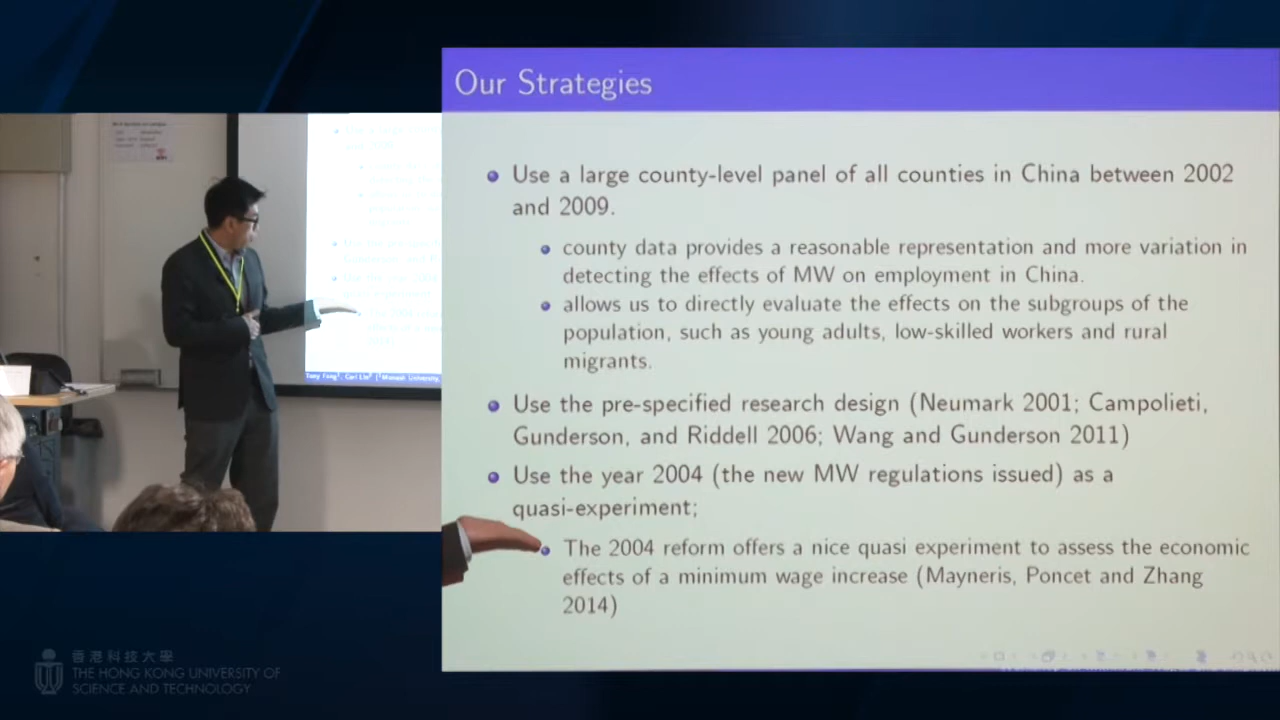 Our Strategies
Use a large county-level panel of all counties in China between 2002
and 2009.
county data provides a reasonable representation and more variation in
detecting the effects of MW on employment in China.
allows us to directly evaluate the effects on the subgroups of the
population, such as young adults, low-skilled workers and rural
migrants.
Use the pre-specified research design (Neumark 2001; Campolieti,
Gunderson, and Riddell 2006; Wang and Gunderson 2011)
Use the year 2004 (the new MW regulations issued) as a
quasi-experiment;
The 2004 reform offers a nice quasi experiment to assess the economic
effects of a minimum wage increase (Mayneris, Poncet and Zhang
2014)
香港科技大學
THE HONG KONG UNIVERSITY OF
SCIENCE AND TECHNOLOGY